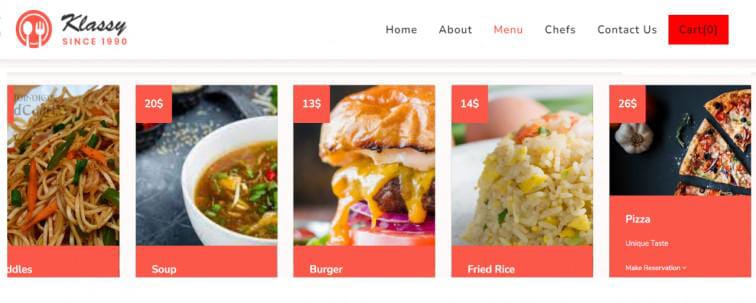 Klassy
SINCE 1990
Home About Menu Chefs Contact Us Cart[0]
20$ 13$ 14$ 26$
ddles Soup Burger Fried Rice Pizza
Unique Taste
Make Reservation